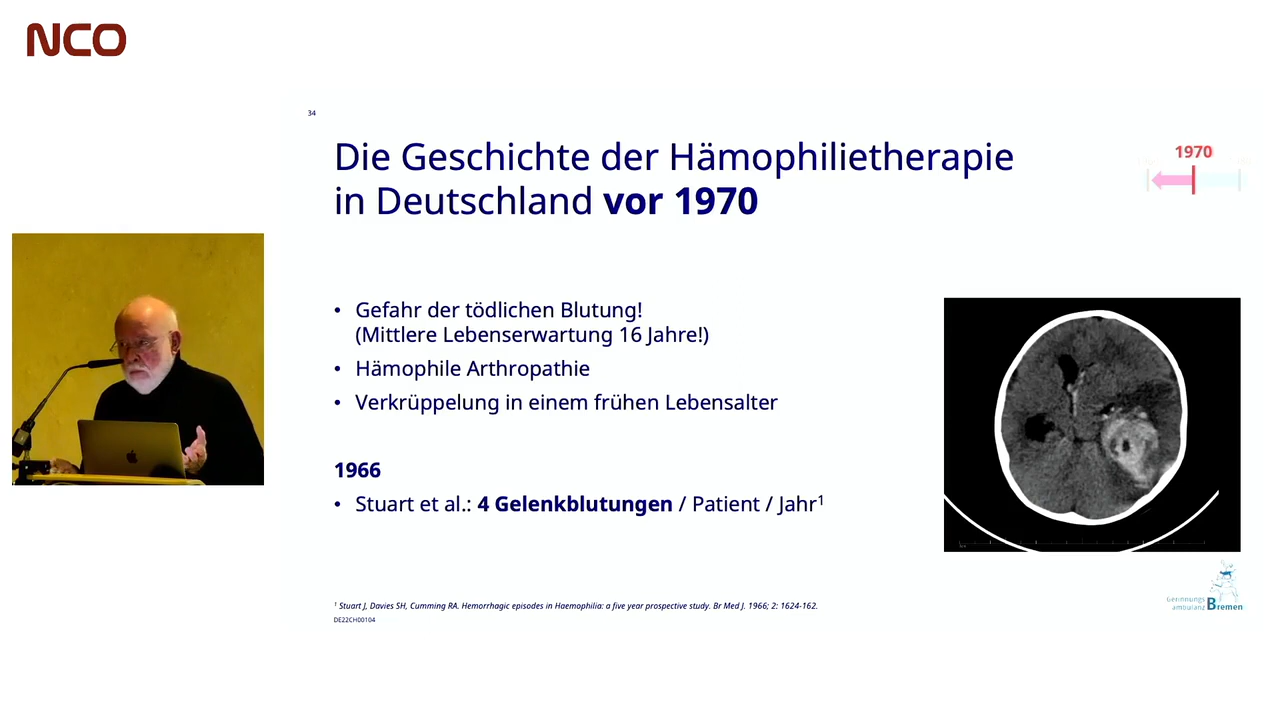 NCO
34
Die Geschichte der Hämophilietherapie
in Deutschland vor 1970
1970
• Gefahr der tödlichen Blutung!
(Mittlere Lebenserwartung 16 Jahre!)
• Hämophile Arthropathie
• Verkrüppelung in einem frühen Lebensalter
1966
• Stuart et al.: 4 Gelenkblutungen / Patient / Jahr¹
¹ Stuart J, Davies SH, Cumming RA. Hemorrhagic episodes in Haemophilia: a five year prospective study. Br Med J. 1966; 2: 1624-162.
DE22CH00104
Gerinnungs
ambulanz Bremen